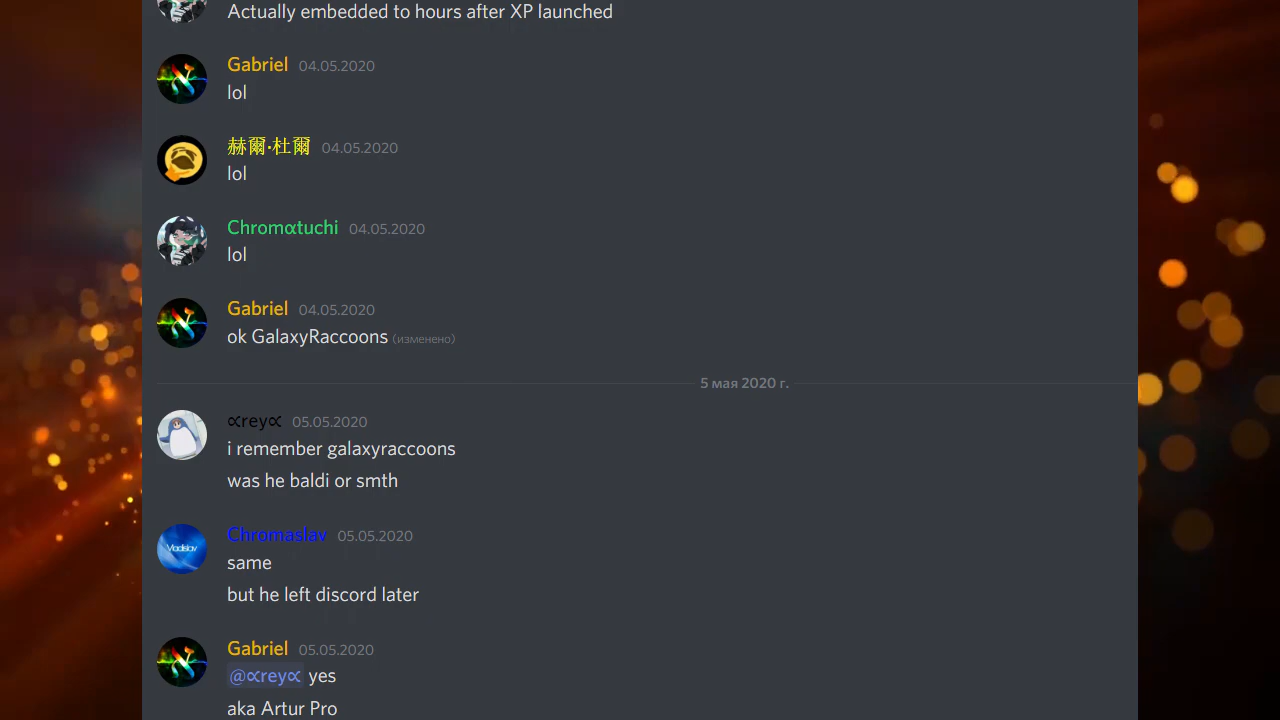 Actually embedded to hours after XP launched
Gabriel 04.05.2020
lol
赫爾·杜爾 04.05.2020
lol
Chromαtuchi 04.05.2020
lol
Gabriel 04.05.2020
ok GalaxyRaccoons (изменено)
5 мая 2020 г.
∝rey∝ 05.05.2020
i remember galaxyraccoons
was he baldi or smth
Vladislav
Chromaslav 05.05.2020
same
but he left discord later
Gabriel 05.05.2020
@∝rey∝ yes
aka Artur Pro